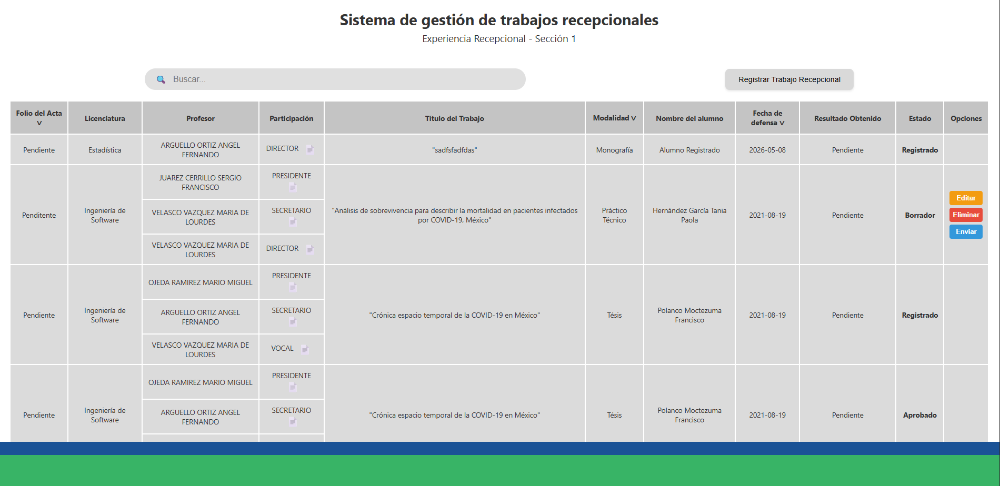 Sistema de gestión de trabajos recepcionales
Experiencia Recepcional - Sección 1
Buscar...
Registrar Trabajo Recepcional
Folio del Acta ᐯ
Licenciatura
Profesor
Participación
Título del Trabajo
Modalidad ᐯ
Nombre del alumno
Fecha de
defensa ᐯ
Resultado Obtenido
Estado
Opciones
Pendiente
Estadística
ARGUELLO ORTIZ ANGEL
FERNANDO
DIRECTOR
"sadfsfadfdas"
Monografía
Alumno Registrado
2026-05-08
Pendiente
Registrado
Penditente
Ingeniería de
Software
JUAREZ CERRILLO SERGIO
FRANCISCO
PRESIDENTE
VELASCO VAZQUEZ MARIA DE
LOURDES
SECRETARIO
VELASCO VAZQUEZ MARIA DE
LOURDES
DIRECTOR
"Análisis de sobrevivencia para describir la mortalidad en pacientes infectados
por COVID-19, México"
Práctico
Técnico
Hernández García Tania
Paola
2021-08-19
Pendiente
Borrador
Editar
Eliminar
Enviar
Pendiente
Ingeniería de
Software
OJEDA RAMIREZ MARIO MIGUEL
PRESIDENTE
ARGUELLO ORTIZ ANGEL
FERNANDO
SECRETARIO
VELASCO VAZQUEZ MARIA DE
LOURDES
VOCAL
"Crónica espacio temporal de la COVID-19 en México"
Tésis
Polanco Moctezuma
Francisco
2021-08-19
Pendiente
Registrado
Pendiente
Ingeniería de
Software
OJEDA RAMIREZ MARIO MIGUEL
PRESIDENTE
ARGUELLO ORTIZ ANGEL
FERNANDO
SECRETARIO
"Crónica espacio temporal de la COVID-19 en México"
Tésis
Polanco Moctezuma
Francisco
2021-08-19
Pendiente
Aprobado